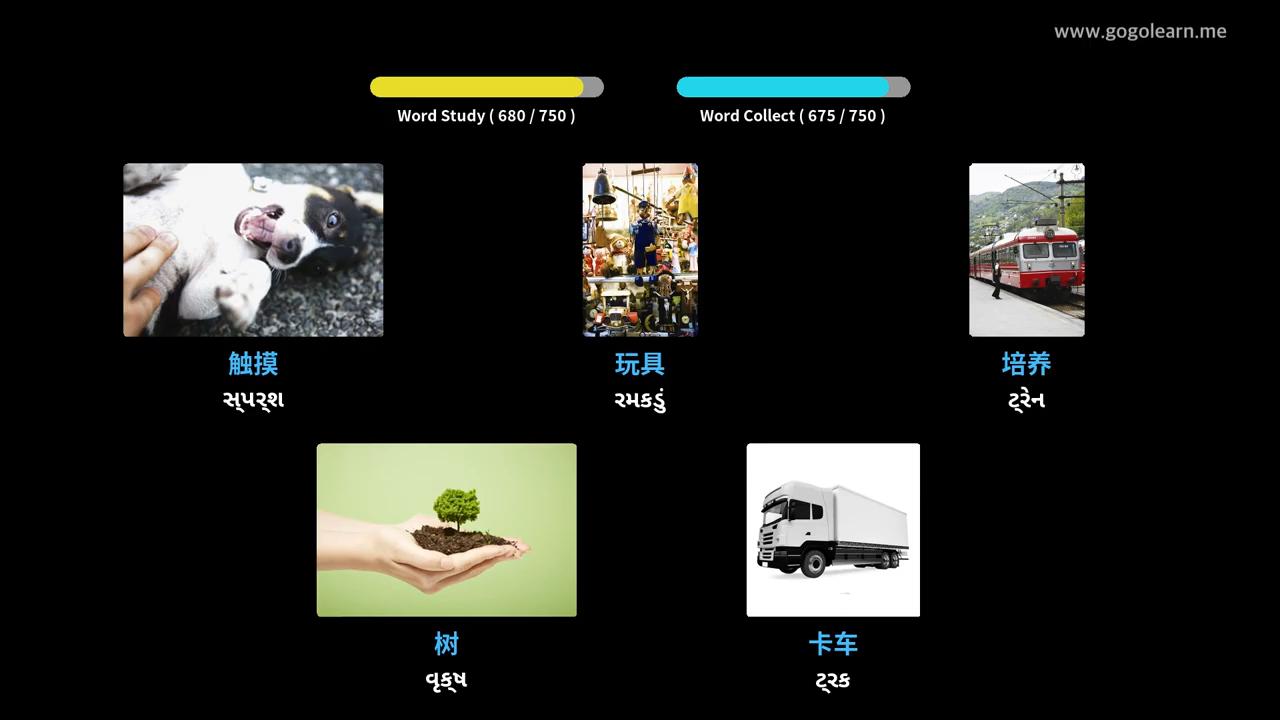 www.gogolearn.me
Word Study ( 680 / 750 )
Word Collect ( 675 / 750 )
触摸
સ્પર્શ
玩具
રમકડું
培养
ટ્રેન
树
વૃક્ષ
卡车
ટ્રક